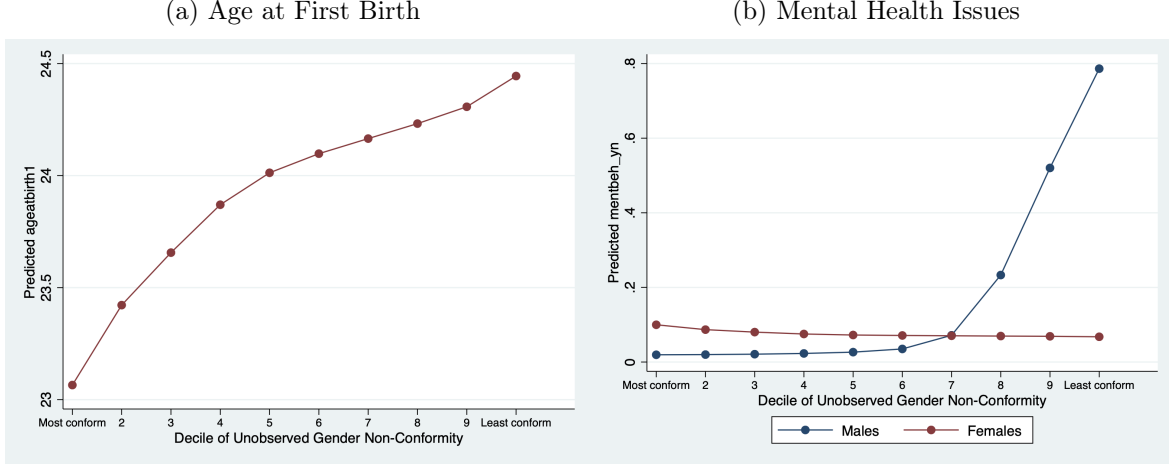 (a) Age at First Birth
(b) Mental Health Issues
Predicted ageatbirth1
24.5
24
23.5
23
Most conform 2 3 4 5 6 7 8 9 Least conform
Decile of Unobserved Gender Non-Conformity
Predicted mentbeh_yn
.8
.6
.4
.2
0
Most conform 2 3 4 5 6 7 8 9 Least conform
Decile of Unobserved Gender Non-Conformity
Males Females